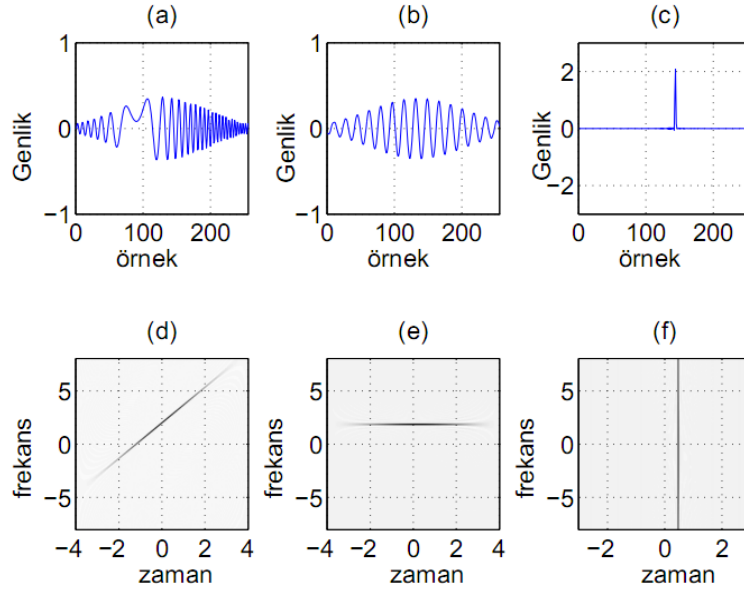 (a) (b) (c)
1 1
2
Genlik 0 Genlik 0 Genlik 0
−2
−1 −1
0 100 200 0 100 200 0 100 200
örnek örnek örnek
(d) (e) (f)
5 5 5
frekans 0 frekans 0 frekans 0
−5 −5 −5
−4 −2 0 2 4 −4 −2 0 2 4 −2 0 2
zaman zaman zaman